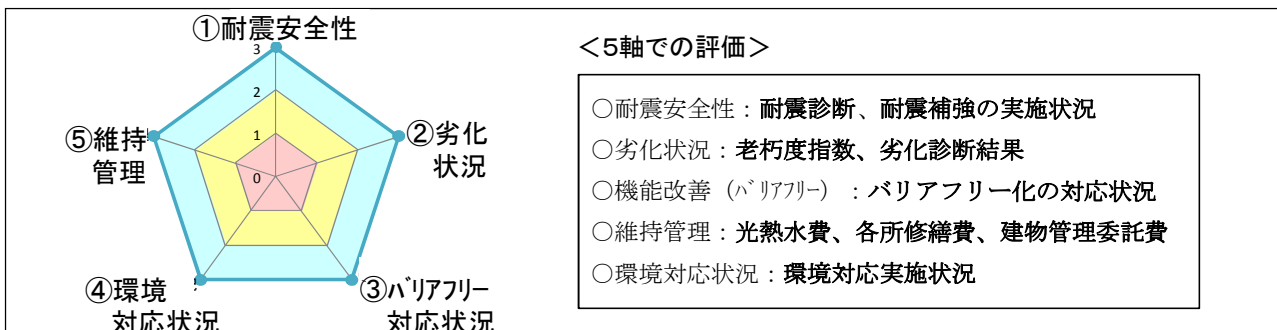 ①耐震安全性
3
2
1
0
②劣化
状況
③バリアフリー
対応状況
④環境
対応状況
⑤維持
管理
＜5軸での評価＞
○耐震安全性：耐震診断、耐震補強の実施状況
○劣化状況：老朽度指数、劣化診断結果
○機能改善（バリアフリー）：バリアフリー化の対応状況
○維持管理：光熱水費、各所修繕費、建物管理委託費
○環境対応状況：環境対応実施状況